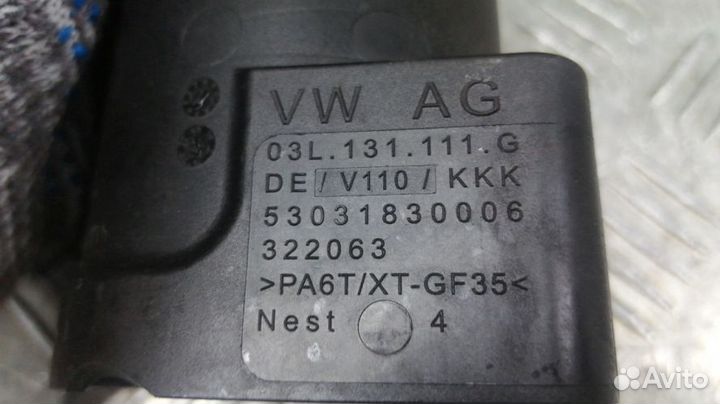 VW AG
03L.131.111.G
DE / V110 / KKK
53031830006
322063
>PA6T/XT-GF35<
Nest 4
Avito